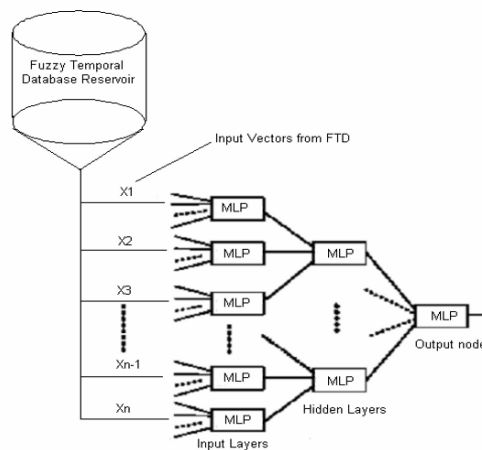 Fuzzy Temporal
Database Reservoir
Input Vectors from FTD
X1
MLP
X2
MLP
MLP
X3
MLP
MLP
Output node
Xn-1
MLP
MLP
Hidden Layers
Xn
MLP
Input Layers